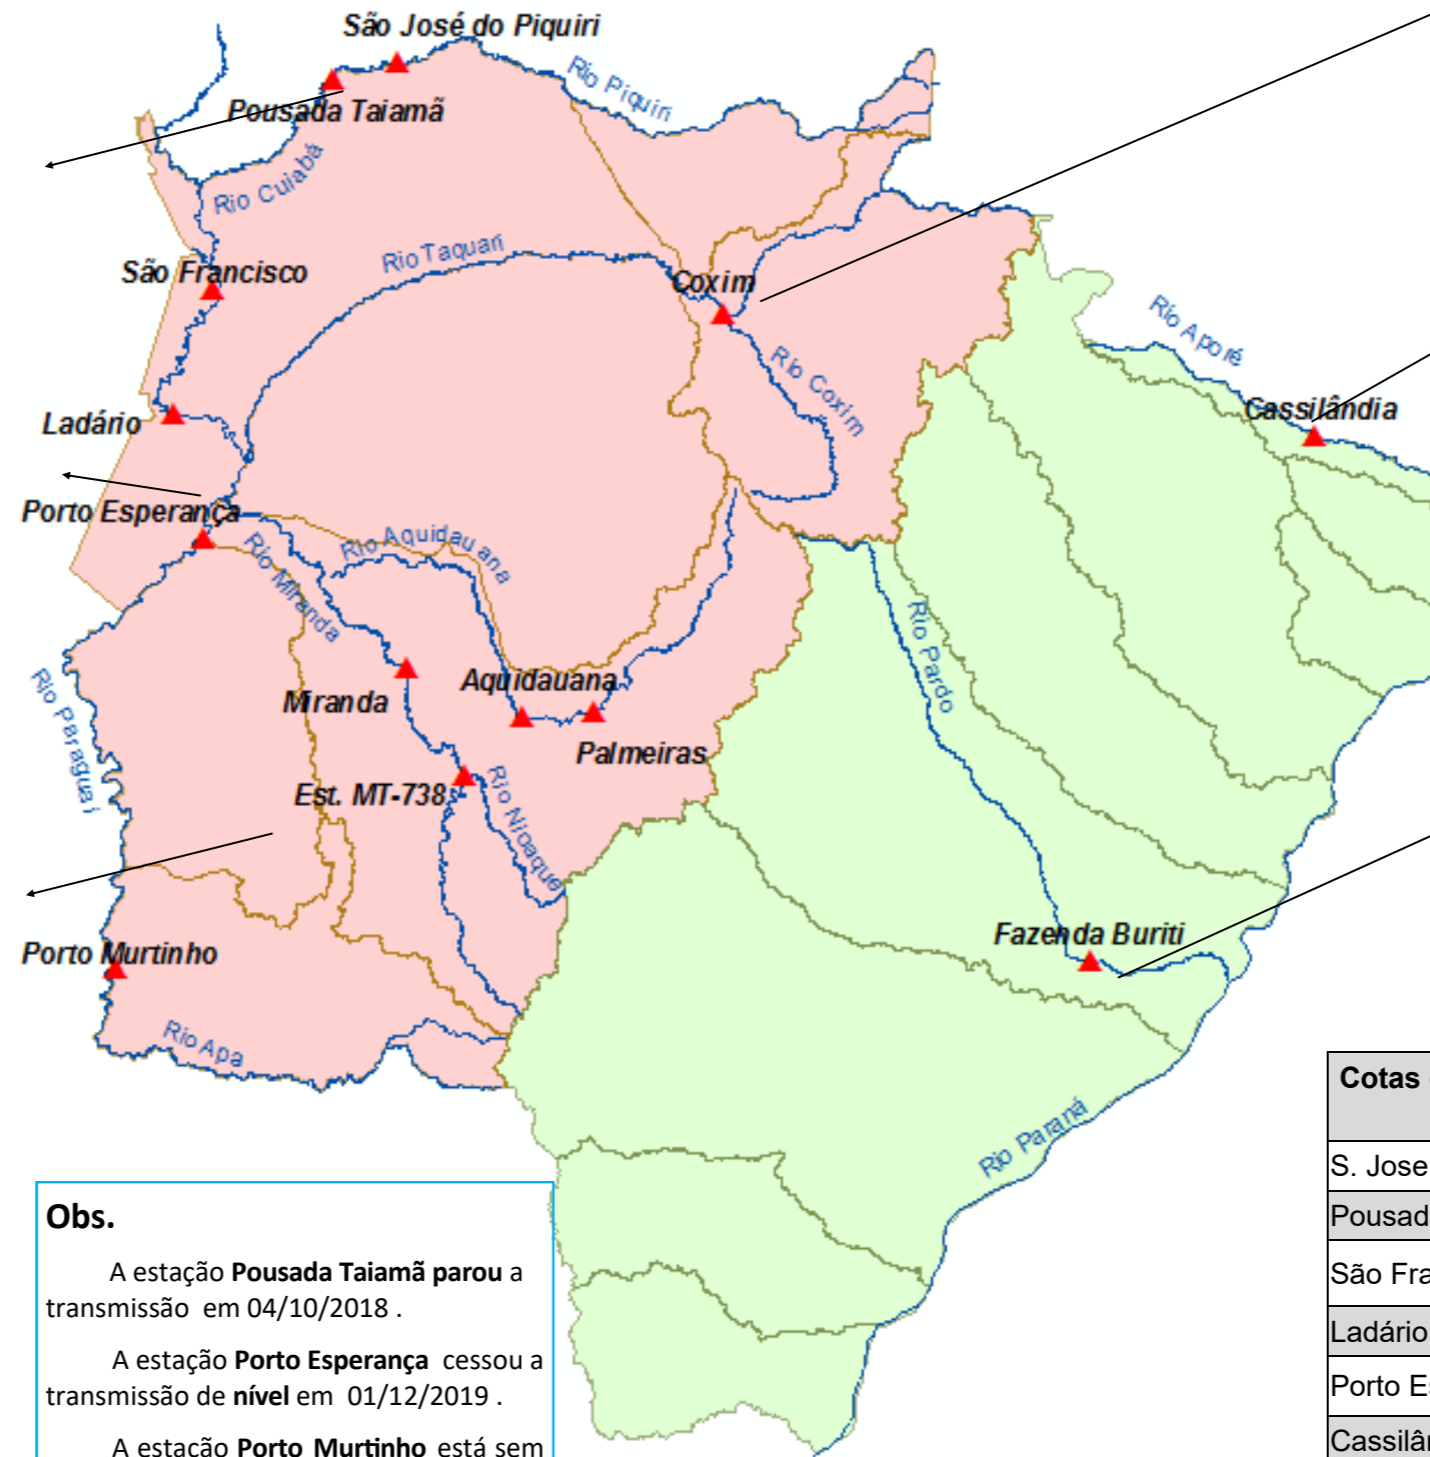 São José do Piquiri
Rio Piquiri
Pousada Taiamã
Rio Cuiabá
Rio Taquari
São Francisco
Coxim
Rio Aporé
Rio Coxim
Cassilândia
Ladário
Porto Esperança
Rio Aquidauana
Rio Miranda
Rio Pardo
Rio Paraguai
Aquidauana
Miranda
Palmeiras
Est. MT-738
Rio Nioaque
Porto Murtinho
Fazenda Buriti
Rio Apa
Rio Paraná
Obs.
A estação Pousada Taiamã parou a
transmissão em 04/10/2018 .
A estação Porto Esperança cessou a
transmissão de nível em 01/12/2019 .
A estação Porto Murtinho está sem
Cotas
S. Jose
Pousad
São Fra
Ladário
Porto Es
Cassilân